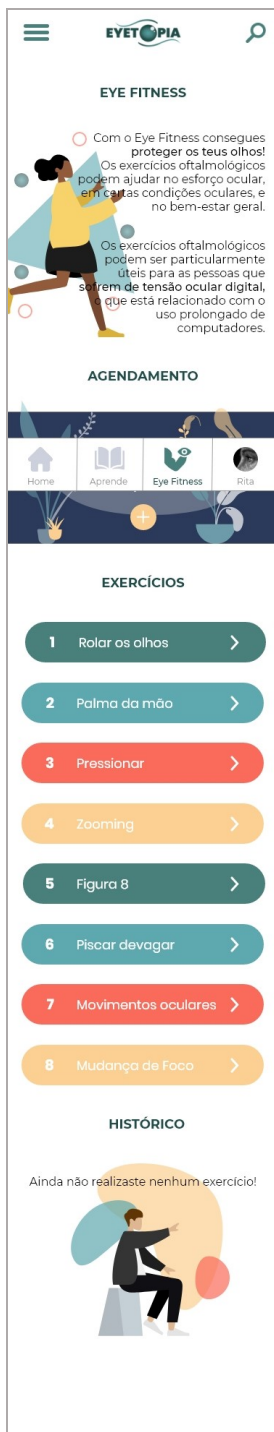 EYETOPIA
EYE FITNESS
Com o Eye Fitness consegues
proteger os teus olhos!
Os exercícios oftalmológicos
podem ajudar no esforço ocular,
em certas condições oculares, e
no bem-estar geral.
Os exercícios oftalmológicos
podem ser particularmente
úteis para as pessoas que
sofrem de tensão ocular digital,
o que está relacionado com o
uso prolongado de
computadores.
AGENDAMENTO
Home Aprende Eye Fitness Rita
EXERCÍCIOS
1 Rolar os olhos
2 Palma da mão
3 Pressionar
4 Zooming
5 Figura 8
6 Piscar devagar
7 Movimentos oculares
8 Mudança de Foco
HISTÓRICO
Ainda não realizaste nenhum exercício!